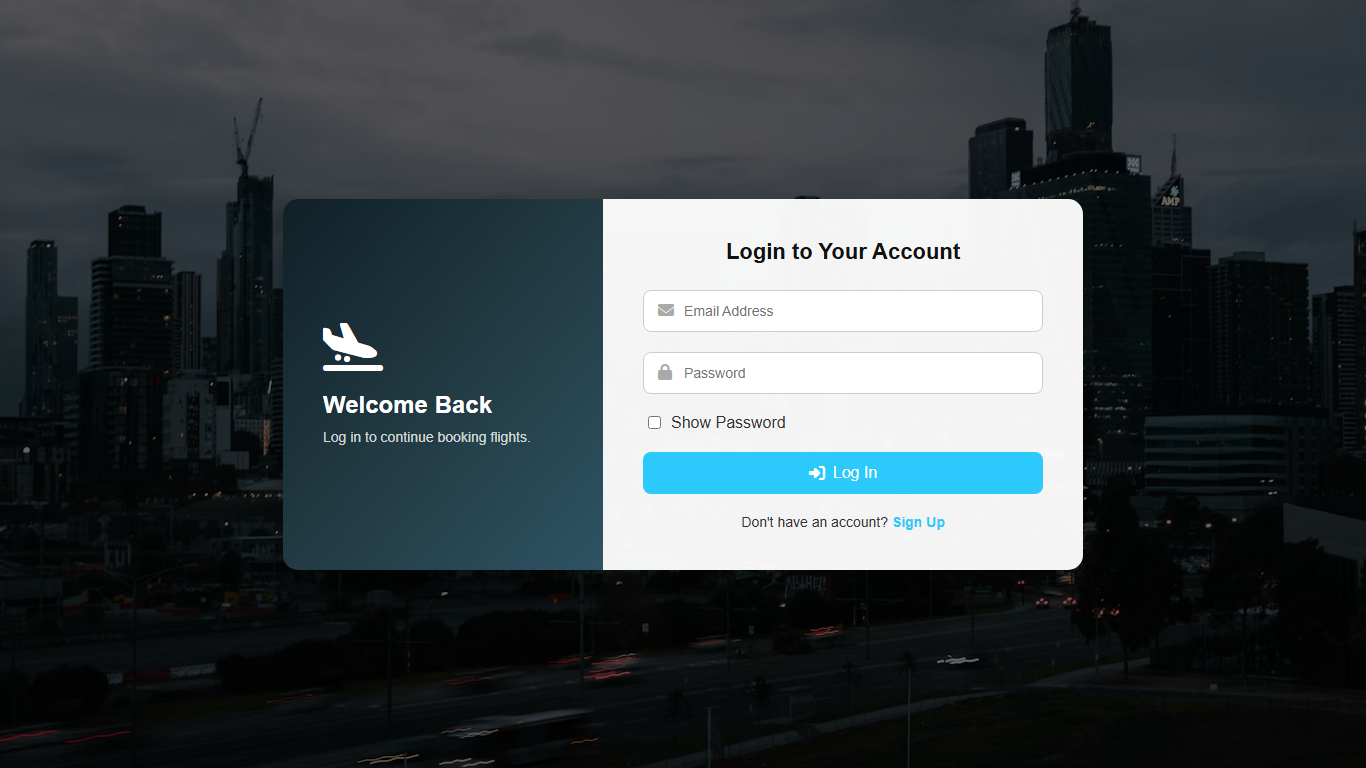 AMP
Login to Your Account
Email Address
Password
Welcome Back
Show Password
Log in to continue booking flights.
Log In
Don't have an account? Sign Up